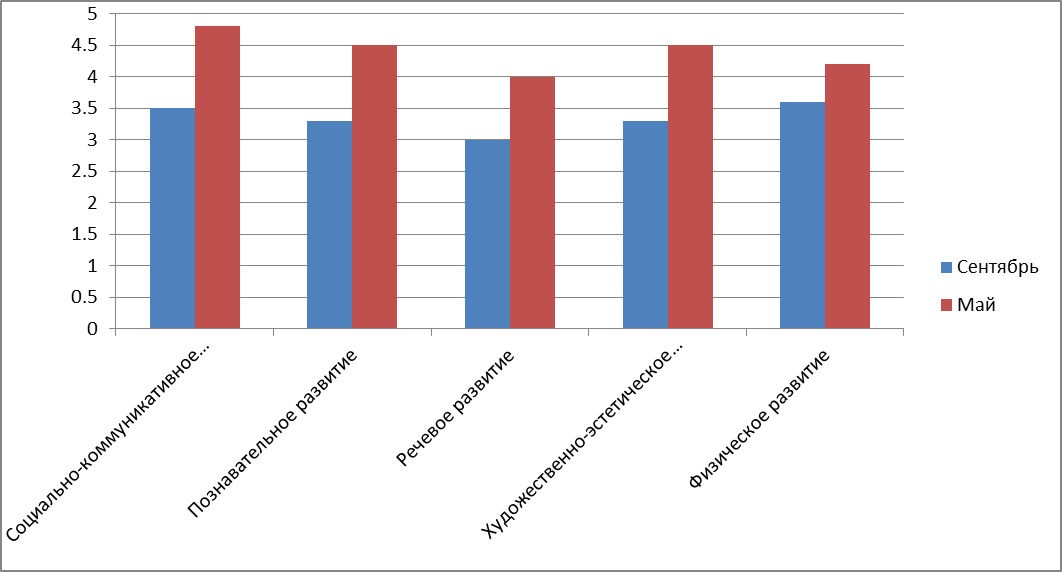 5
4.5
4
3.5
3
2.5
2
1.5
1
0.5
0
Социально-коммуникативное...
Познавательное развитие
Речевое развитие
Художественно-эстетическое...
Физическое развитие
Сентябрь
Май